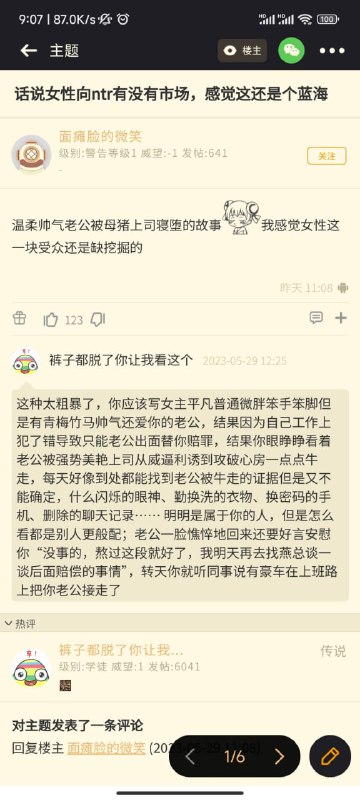 9:07 | 87.0K/s
HD HD 100
主题
楼主
话说女性向ntr有没有市场，感觉这还是个蓝海
面瘫脸的微笑
级别:警告等级1 威望:-1 发帖:641
-
关注
温柔帅气老公被母猪上司寝堕的故事 我感觉女性这
一块受众还是缺挖掘的
昨天 11:08
123
裤子都脱了你让我看这个 2023-05-29 12:25
这种太粗暴了，你应该写女主平凡普通微胖笨手笨脚但
是有青梅竹马帅气还爱你的老公，结果因为自己工作上
犯了错导致只能老公出面替你赔罪，结果你眼睁睁看着
老公被强势美艳上司从威逼利诱到攻破心房一点点牛
走，每天好像到处都能找到老公被牛走的证据但是又不
能确定，什么闪烁的眼神、勤换洗的衣物、换密码的手
机、删除的聊天记录…… 明明是属于你的人，但是怎么
看都是别人更般配；老公一脸憔悴地回来还要好言安慰
你“没事的，熬过这段就好了，我明天再去找燕总谈一
谈后面赔偿的事情”，转天你就听同事说有豪车在上班路
上把你老公接走了
热评
裤子都脱了你让我...
传说
级别:学徒 威望:1 发帖:6041
对主题发表了一条评论
回复楼主 面瘫脸的微笑 (2023-05-29 11:08)
1/6